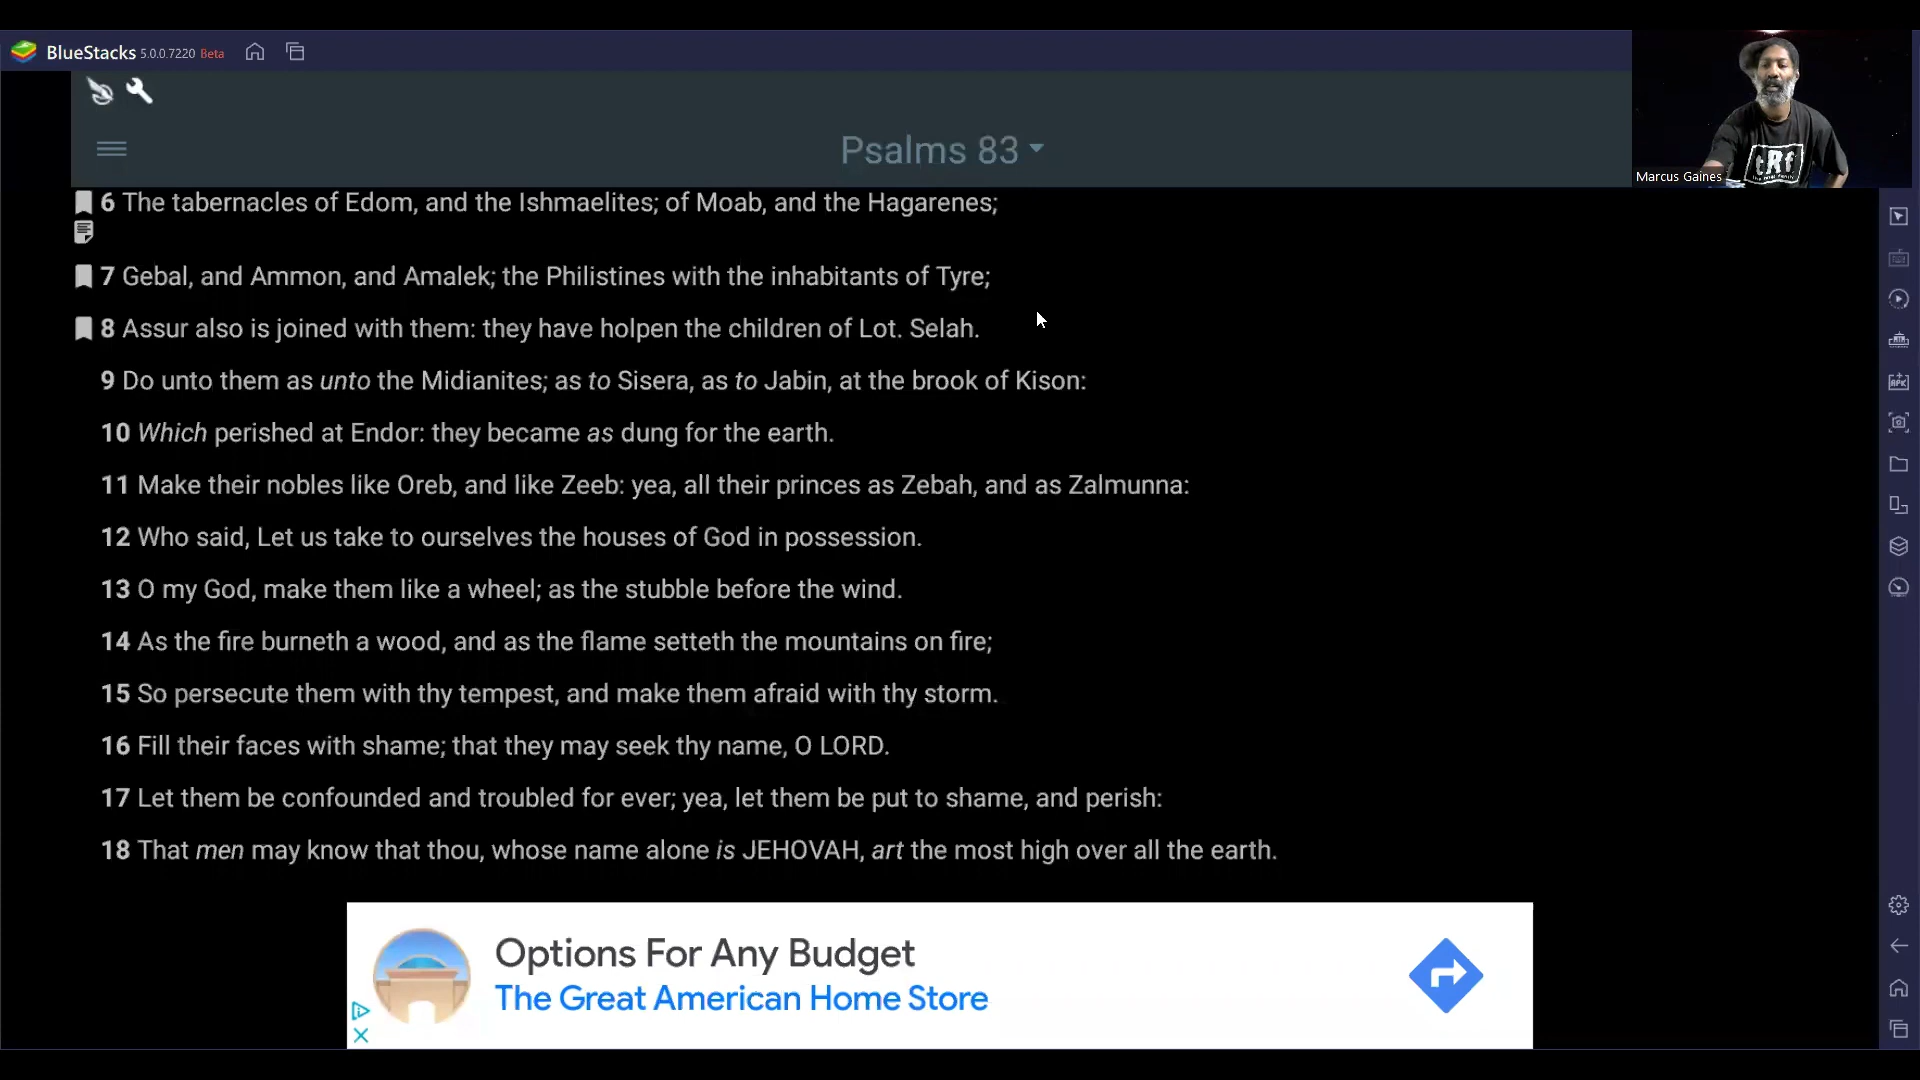 BlueStacks 5.0.0.7220 Beta
Psalms 83
6 The tabernacles of Edom, and the Ishmaelites; of Moab, and the Hagarenes;
7 Gebal, and Ammon, and Amalek; the Philistines with the inhabitants of Tyre;
8 Assur also is joined with them: they have holpen the children of Lot. Selah.
9 Do unto them as unto the Midianites; as to Sisera, as to Jabin, at the brook of Kison:
10 Which perished at Endor: they became as dung for the earth.
11 Make their nobles like Oreb, and like Zeeb: yea, all their princes as Zebah, and as Zalmunna:
12 Who said, Let us take to ourselves the houses of God in possession.
13 O my God, make them like a wheel; as the stubble before the wind.
14 As the fire burneth a wood, and as the flame setteth the mountains on fire;
15 So persecute them with thy tempest, and make them afraid with thy storm.
16 Fill their faces with shame; that they may seek thy name, O LORD.
17 Let them be confounded and troubled for ever; yea, let them be put to shame, and perish:
18 That men may know that thou, whose name alone is JEHOVAH, art the most high over all the earth.
Options For Any Budget
The Great American Home Store
tRf
Marcus Gaines